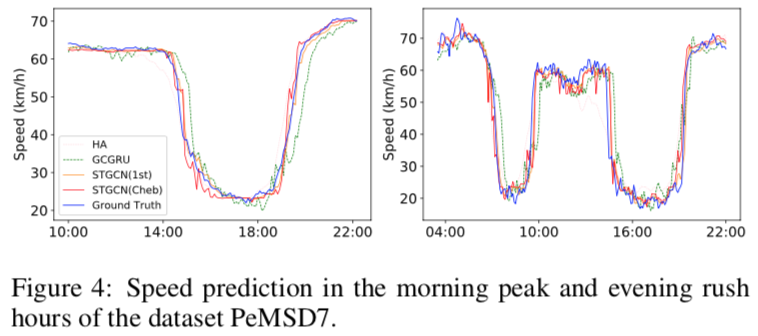 Speed (km/h)
70
60
50
40
30
20
HA
GCGRU
STGCN(1st)
STGCN(Cheb)
Ground Truth
10:00 14:00 18:00 22:00
Speed (km/h)
70
60
50
40
30
20
04:00 10:00 16:00 22:00
Figure 4: Speed prediction in the morning peak and evening rush
hours of the dataset PeMSD7.